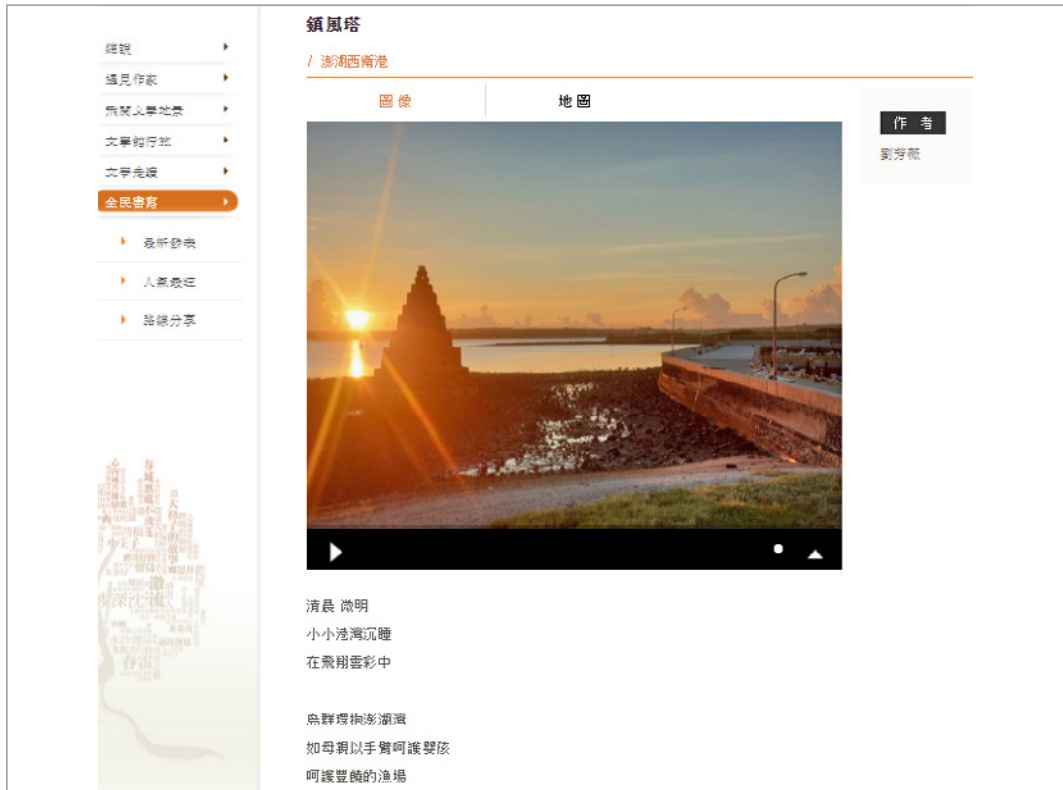 鎮風塔
/ 澎湖西衛港
總說
遇見作家
飛閱文學地景
文學館行旅
文學走讀
全民書寫
最新發表
人氣最旺
路線分享
圖像
地圖
作 者
劉芳薇
清晨 微明
小小港灣沉睡
在飛翔雲彩中
島群環抱澎湖灣
如母親以手臂呵護嬰孩
呵護豐饒的漁場